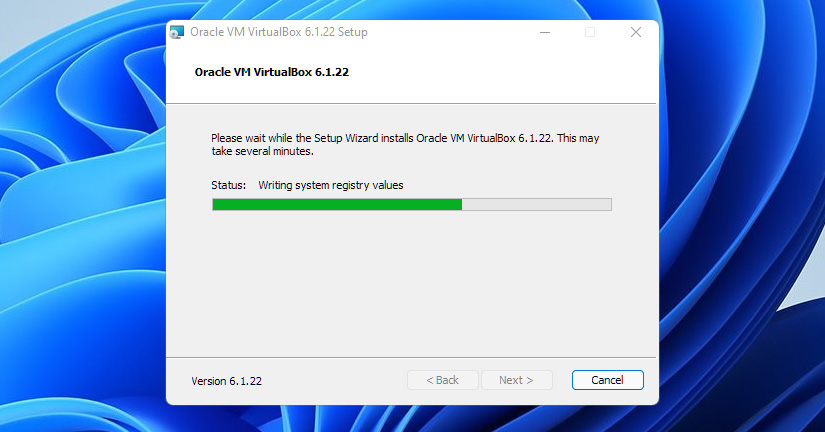 Oracle VM VirtualBox 6.1.22 Setup
Oracle VM VirtualBox 6.1.22
Please wait while the Setup Wizard installs Oracle VM VirtualBox 6.1.22. This may
take several minutes.
Status: Writing system registry values
Version 6.1.22
< Back Next > Cancel